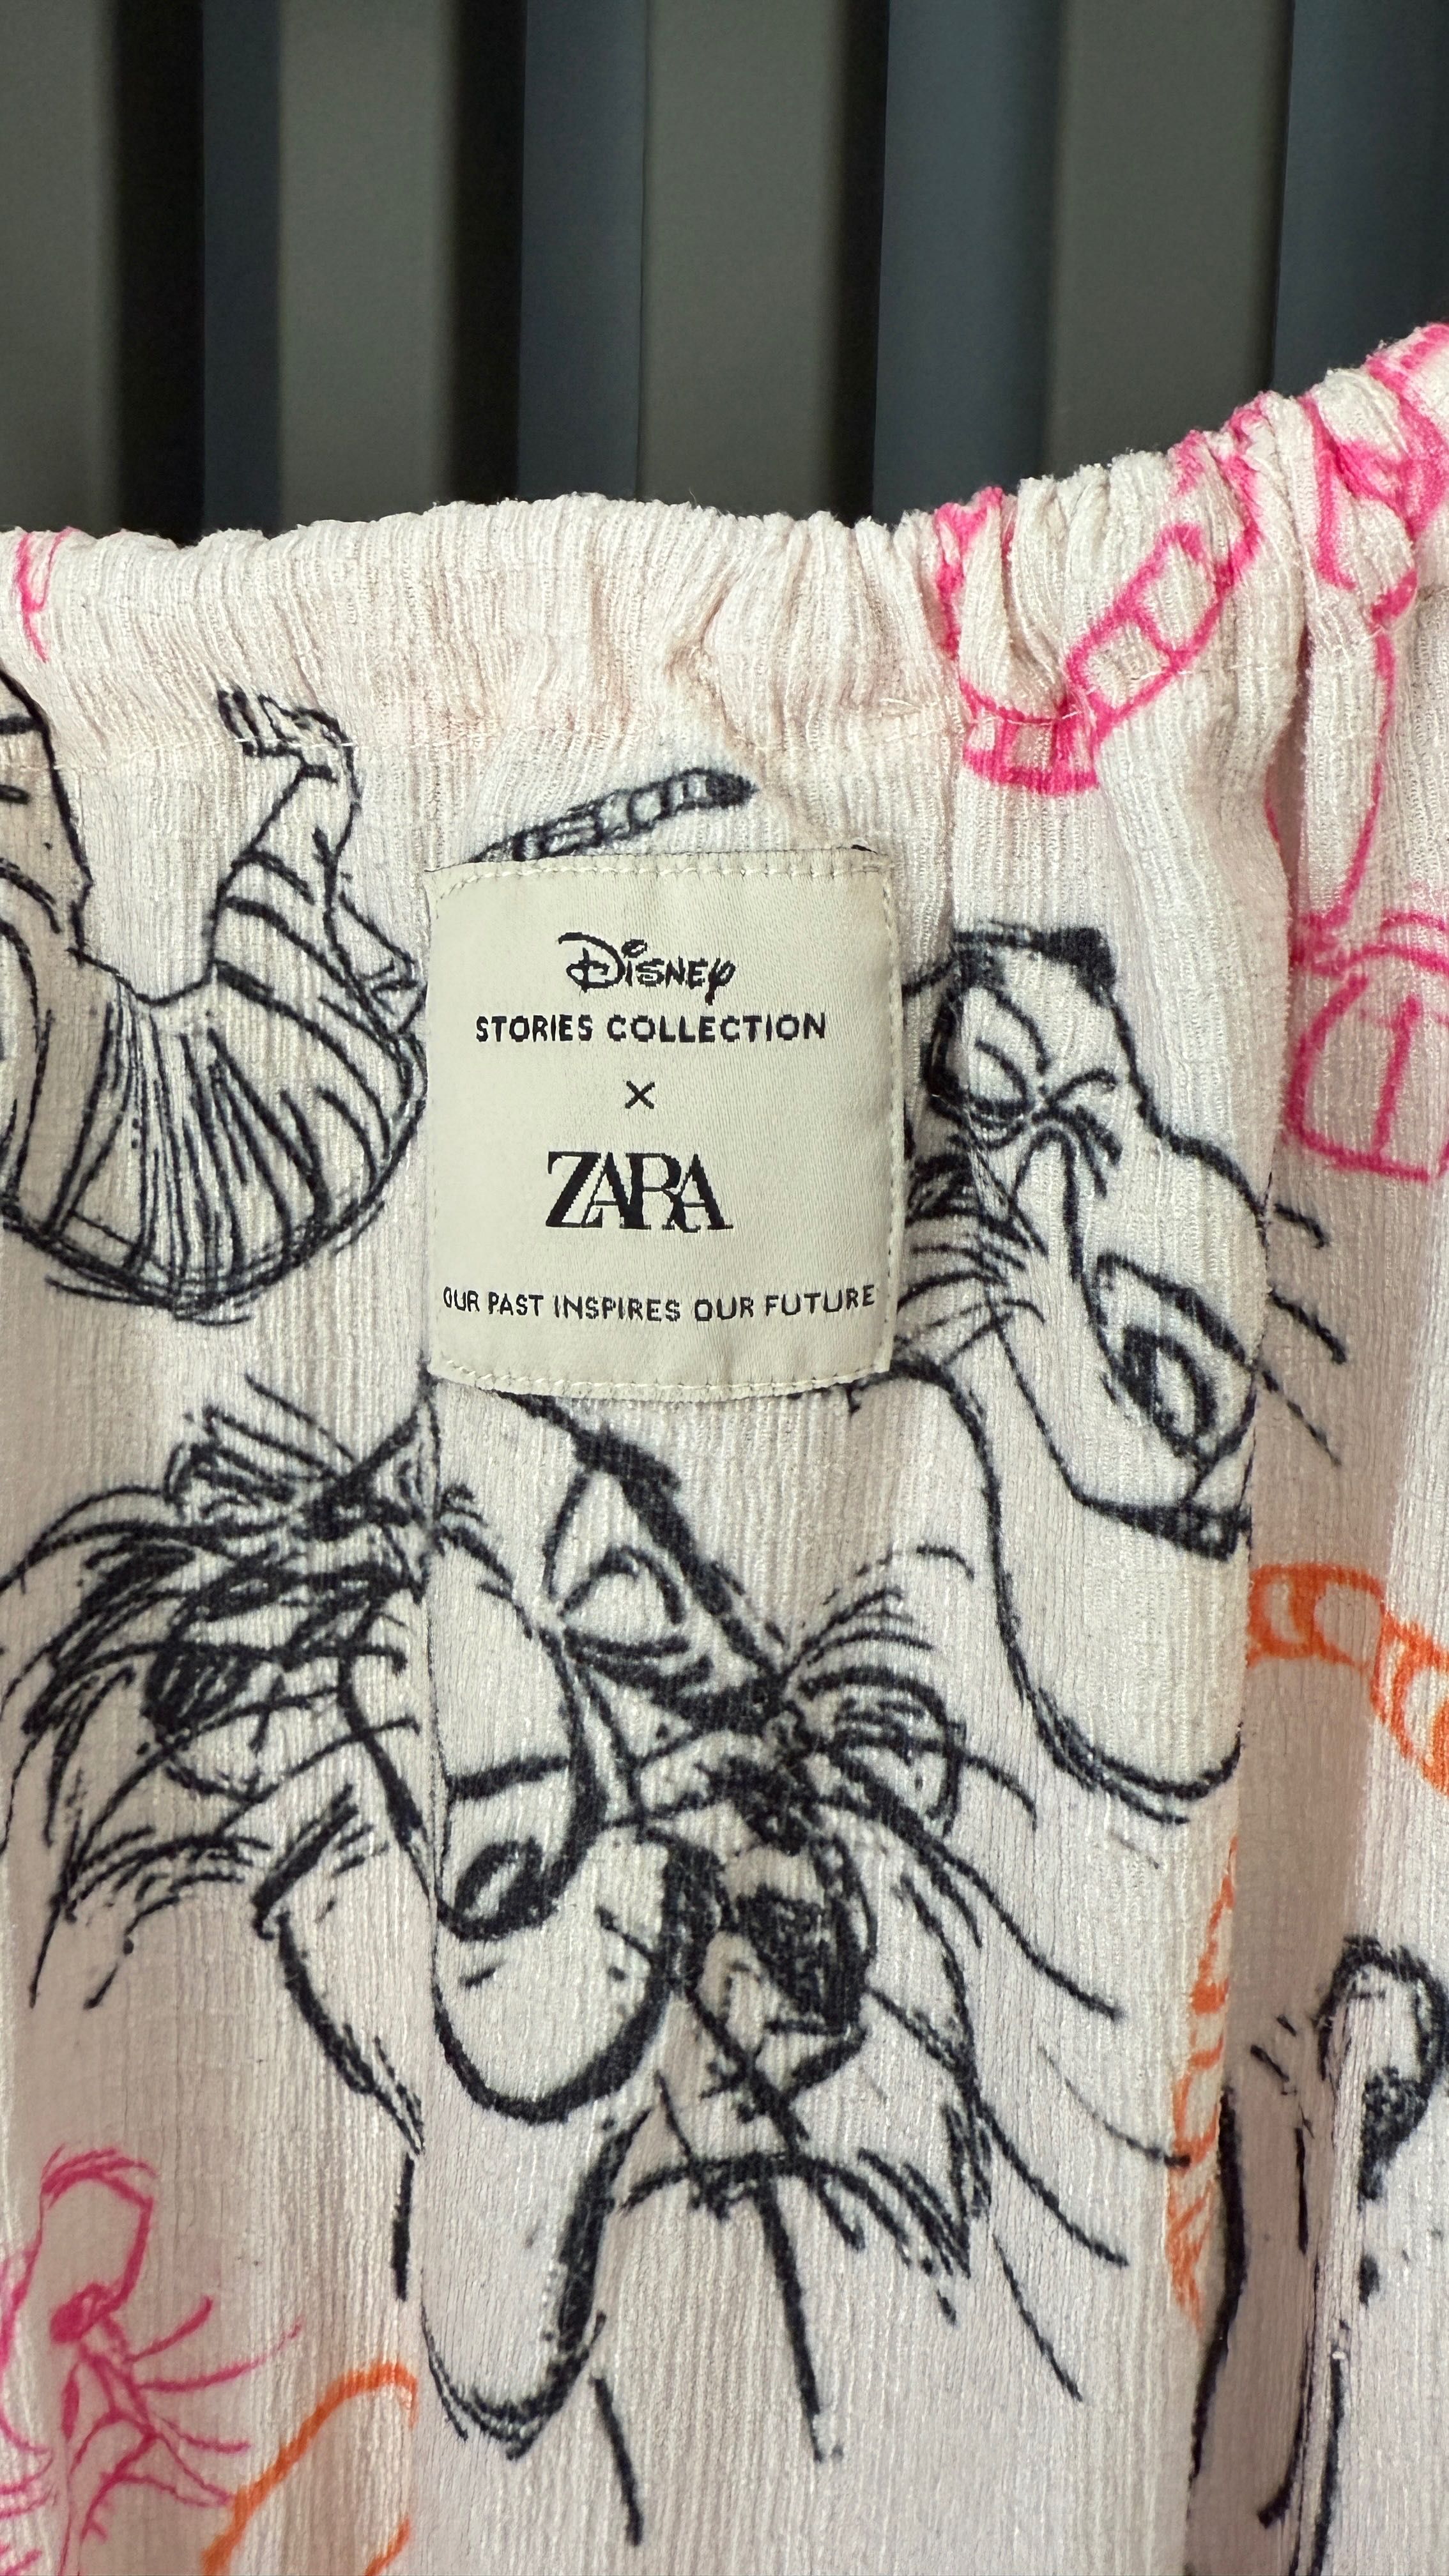 Disney
STORIES COLLECTION
×
ZARA
OUR PAST INSPIRES OUR FUTURE